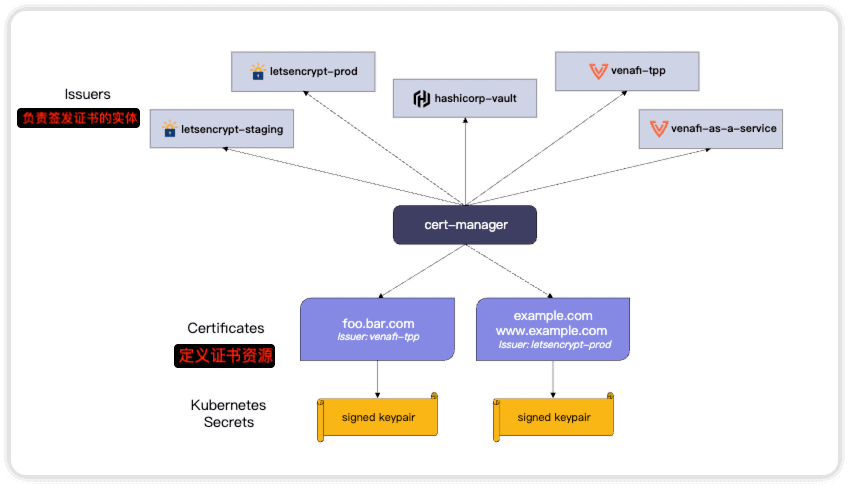 Issuers
负责签发证书的实体
letsencrypt-prod
letsencrypt-staging
hashicorp-vault
venafi-tpp
venafi-as-a-service
cert-manager
Certificates
定义证书资源
foo.bar.com
Issuer: venafi-tpp
example.com
www.example.com
Issuer: letsencrypt-prod
Kubernetes
Secrets
signed keypair
signed keypair